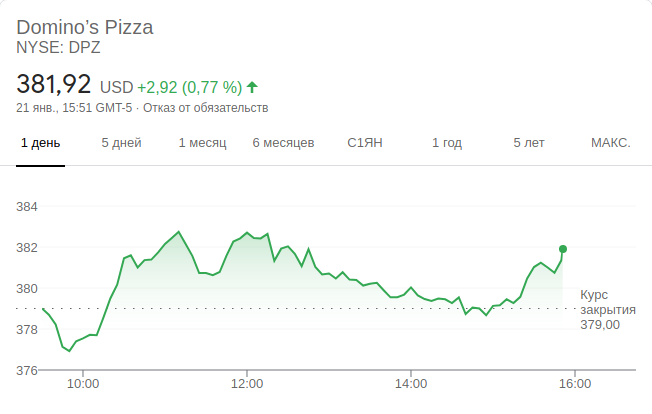 Domino’s Pizza
NYSE: DPZ
381,92 USD +2,92 (0,77 %)
21 янв., 15:51 GMT-5 · Отказ от обязательств
1 день 5 дней 1 месяц 6 месяцев С1ЯН 1 год 5 лет МАКС.
384
382
380
378
376
Курс
закрытия
379,00
10:00 12:00 14:00 16:00